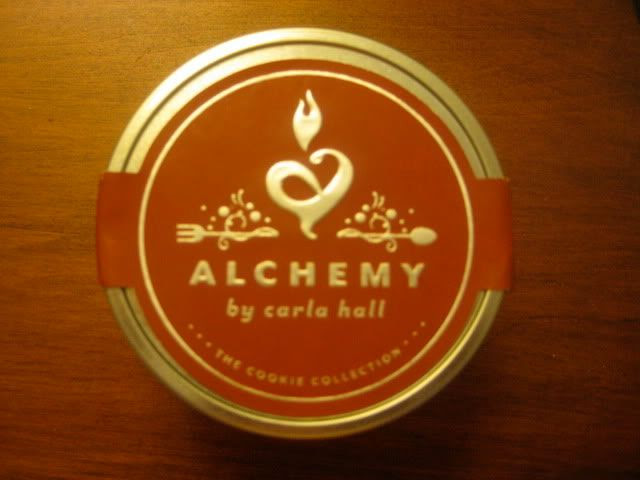 ALCHEMY
by carla hall
THE COOKIE COLLECTION